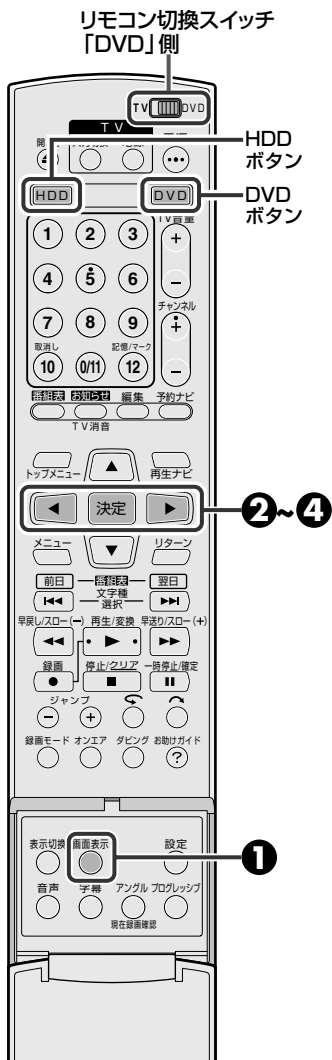 リモコン切換スイッチ
「DVD」側
TV DVD
TV
HDD
ボタン
HDD DVD
DVD
ボタン
TV音量
1 2 3 +
4 5 6 −
チャンネル
7 8 9 +
取消し 記憶/マーク
10 0/11 12 −
番組表 お知らせ 編集 予約ナビ
TV消音
トップメニュー ▲ 再生ナビ
◀ 決定 ▶ ❷~❹
メニュー ▼ リターン
前日 番組表 翌日
文字種
選択
早戻し/スロー(−) 再生/変換 早送り/スロー(+)
録画 停止/クリア 一時停止/確定
ジャンプ
− +
録画モード オンエア ダビング お助けガイド
?
表示切換 画面表示 設定
❶
音声 字幕 アングル プログレッシブ
現在録画確認